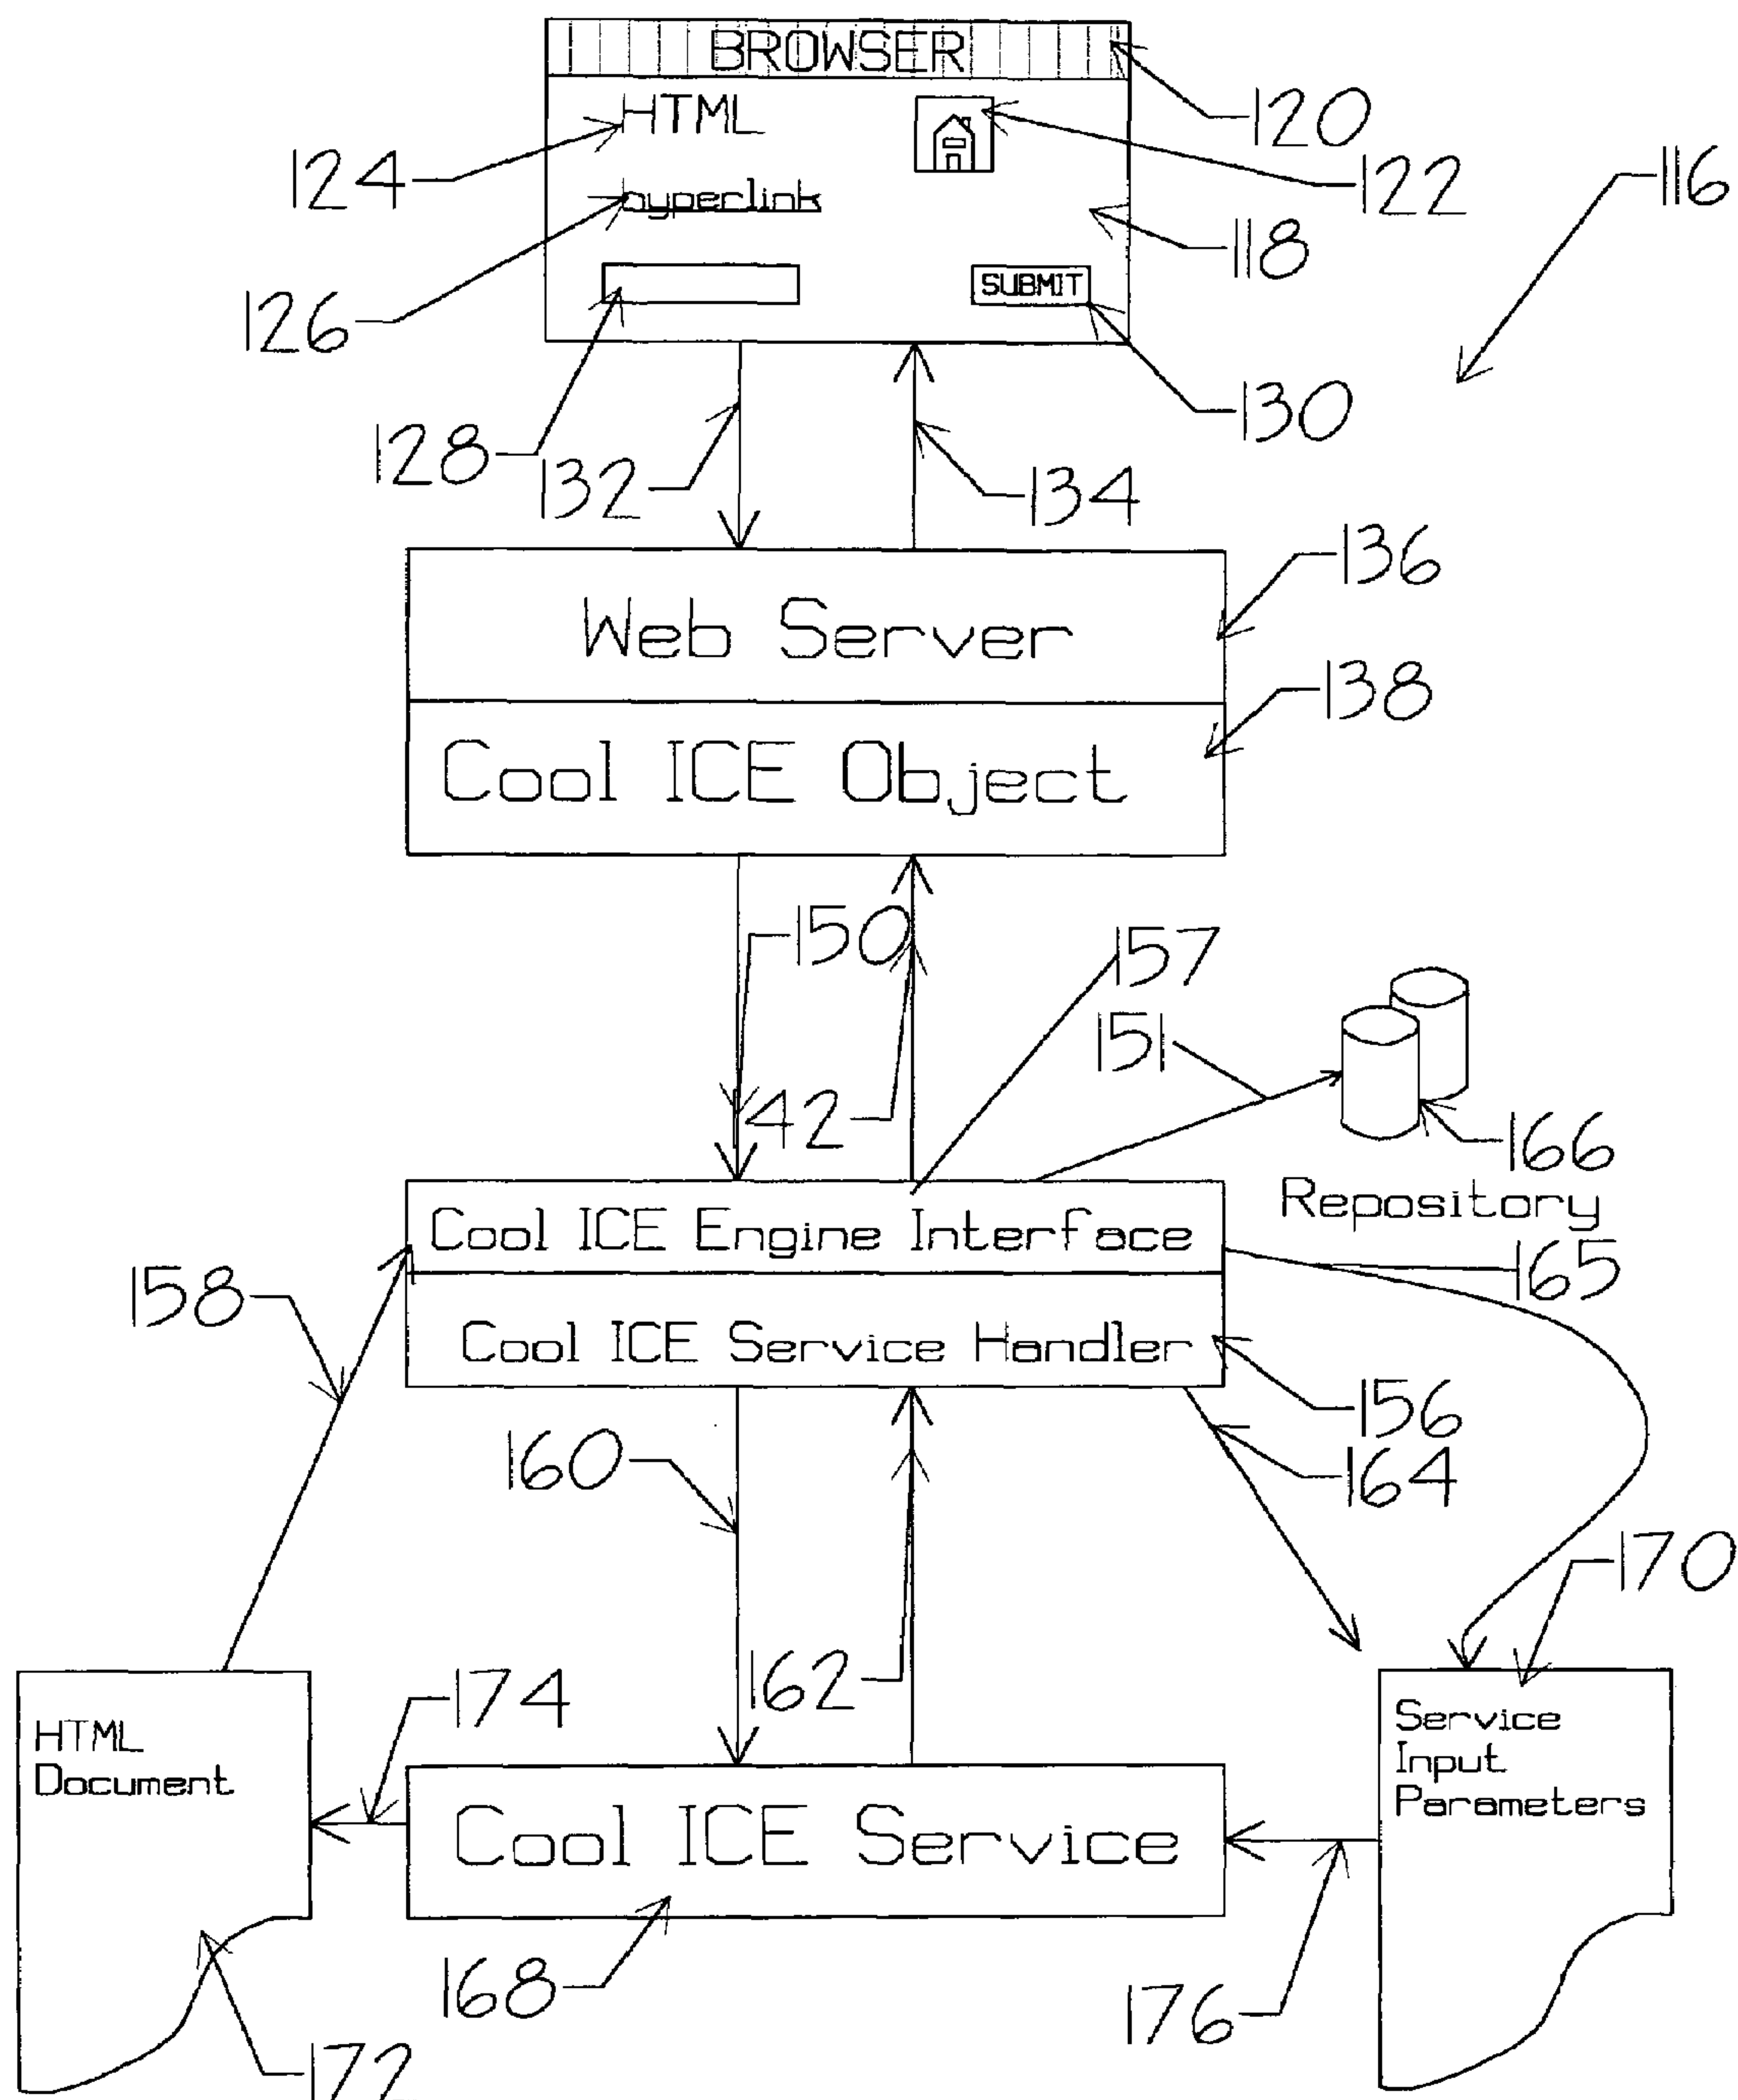 BROWSER
HTML
120
124
122
116
hyperlink
118
SUBMIT
126
130
128
132
134
136
Web Server
138
Cool ICE Object
150
157
151
142
166
Repository
Cool ICE Engine Interface
165
158
Cool ICE Service Handler
156
160
164
170
162
174
HTML
Document
Service
Input
Parameters
Cool ICE Service
168
176
172